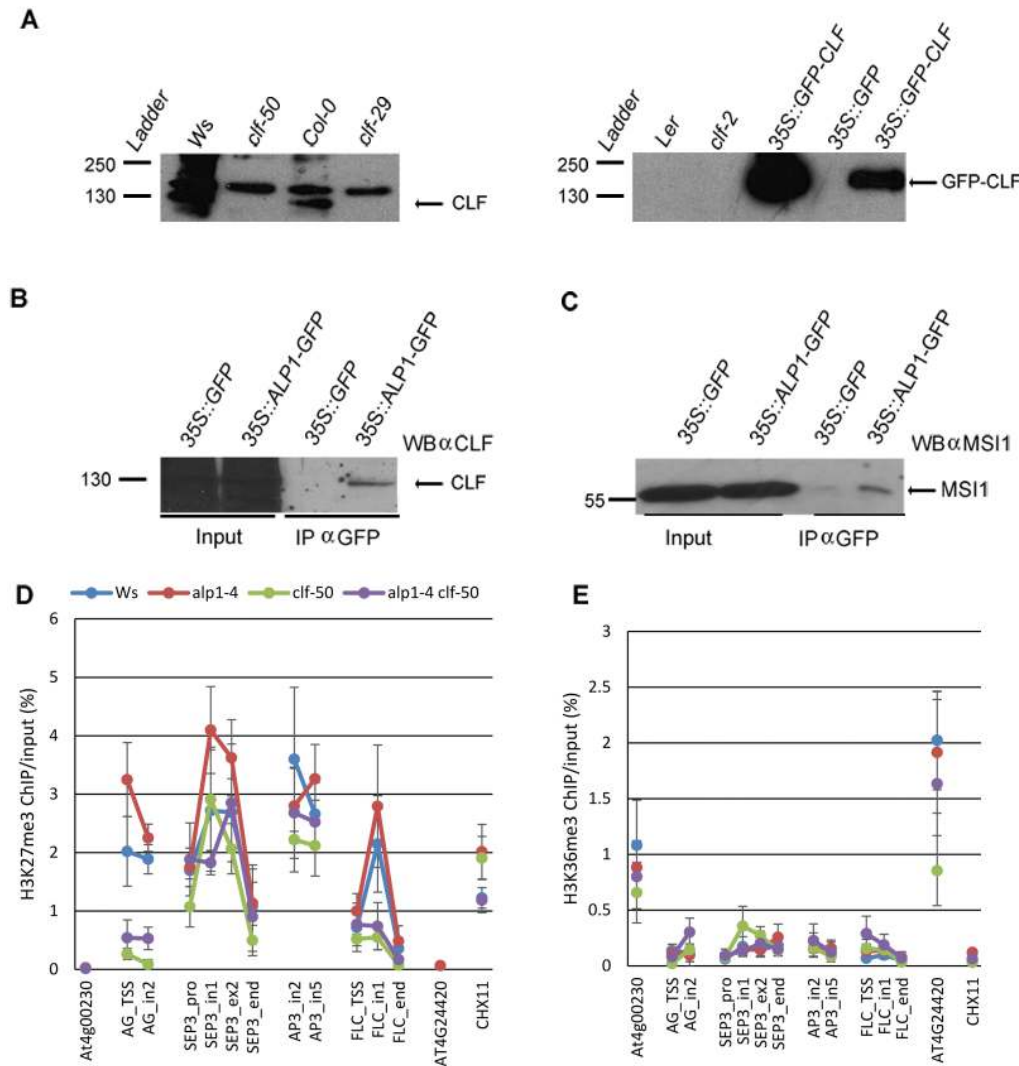 A
Ladder
Ws
clf-50
Col-0
clf-29
250
130
CLF
Ladder
Ler
clf-2
35S::GFP-CLF
35S::GFP
35S::GFP-CLF
250
130
GFP-CLF
B
35S::GFP
35S::ALP1-GFP
35S::GFP
35S::ALP1-GFP
WBαCLF
130
CLF
Input
IP αGFP
C
35S::GFP
35S::ALP1-GFP
35S::GFP
35S::ALP1-GFP
WBαMSI1
55
MSI1
Input
IPαGFP
D
Ws
alp1-4
clf-50
alp1-4 clf-50
H3K27me3 ChIP/input (%)
6
5
4
3
2
1
0
At4g00230
AG_TSS
AG_in2
SEP3_pro
SEP3_in1
SEP3_ex2
SEP3_end
AP3_in2
AP3_in5
FLC_TSS
FLC_in1
FLC_end
AT4G24420
CHX11
E
H3K36me3 ChIP/input (%)
3
2.5
2
1.5
1
0.5
0
At4g00230
AG_TSS
AG_in2
SEP3_pro
SEP3_in1
SEP3_ex2
SEP3_end
AP3_in2
AP3_in5
FLC_TSS
FLC_in1
FLC_end
AT4G24420
CHX11